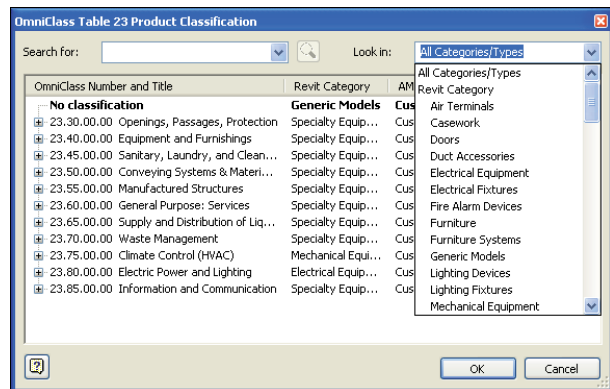 OmniClass Table 23 Product Classification
Search for: Look in: All Categories/Types
OmniClass Number and Title Revit Category AM
No classification Generic Models Cus
23.30.00.00 Openings, Passages, Protection Specialty Equip... Cus
23.40.00.00 Equipment and Furnishings Specialty Equip... Cus
23.45.00.00 Sanitary, Laundry, and Clean... Specialty Equip... Cus
23.50.00.00 Conveying Systems & Materi... Specialty Equip... Cus
23.55.00.00 Manufactured Structures Specialty Equip... Cus
23.60.00.00 General Purpose: Services Specialty Equip... Cus
23.65.00.00 Supply and Distribution of Liq... Specialty Equip... Cus
23.70.00.00 Waste Management Specialty Equip... Cus
23.75.00.00 Climate Control (HVAC) Mechanical Equi... Cus
23.80.00.00 Electric Power and Lighting Electrical Equip... Cus
23.85.00.00 Information and Communication Specialty Equip... Cus
All Categories/Types
Revit Category
Air Terminals
Casework
Doors
Duct Accessories
Electrical Equipment
Electrical Fixtures
Fire Alarm Devices
Furniture
Furniture Systems
Generic Models
Lighting Devices
Lighting Fixtures
Mechanical Equipment
OK Cancel